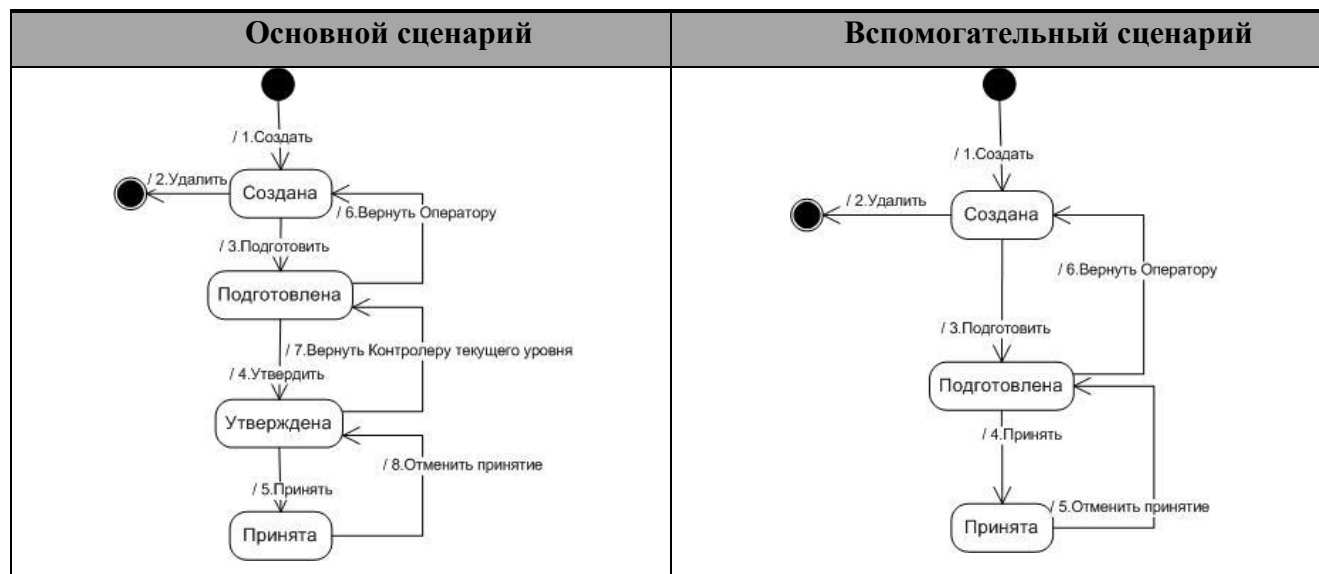 Основной сценарий
/ 1.Создать
/ 2.Удалить
Создана
/ 6.Вернуть Оператору
/ 3.Подготовить
Подготовлена
/ 7.Вернуть Контролеру текущего уровня
/ 4.Утвердить
Утверждена
/ 8.Отменить принятие
/ 5.Принять
Принята
Вспомогательный сценарий
/ 1.Создать
/ 2.Удалить
Создана
/ 6.Вернуть Оператору
/ 3.Подготовить
Подготовлена
/ 4.Принять
/ 5.Отменить принятие
Принята